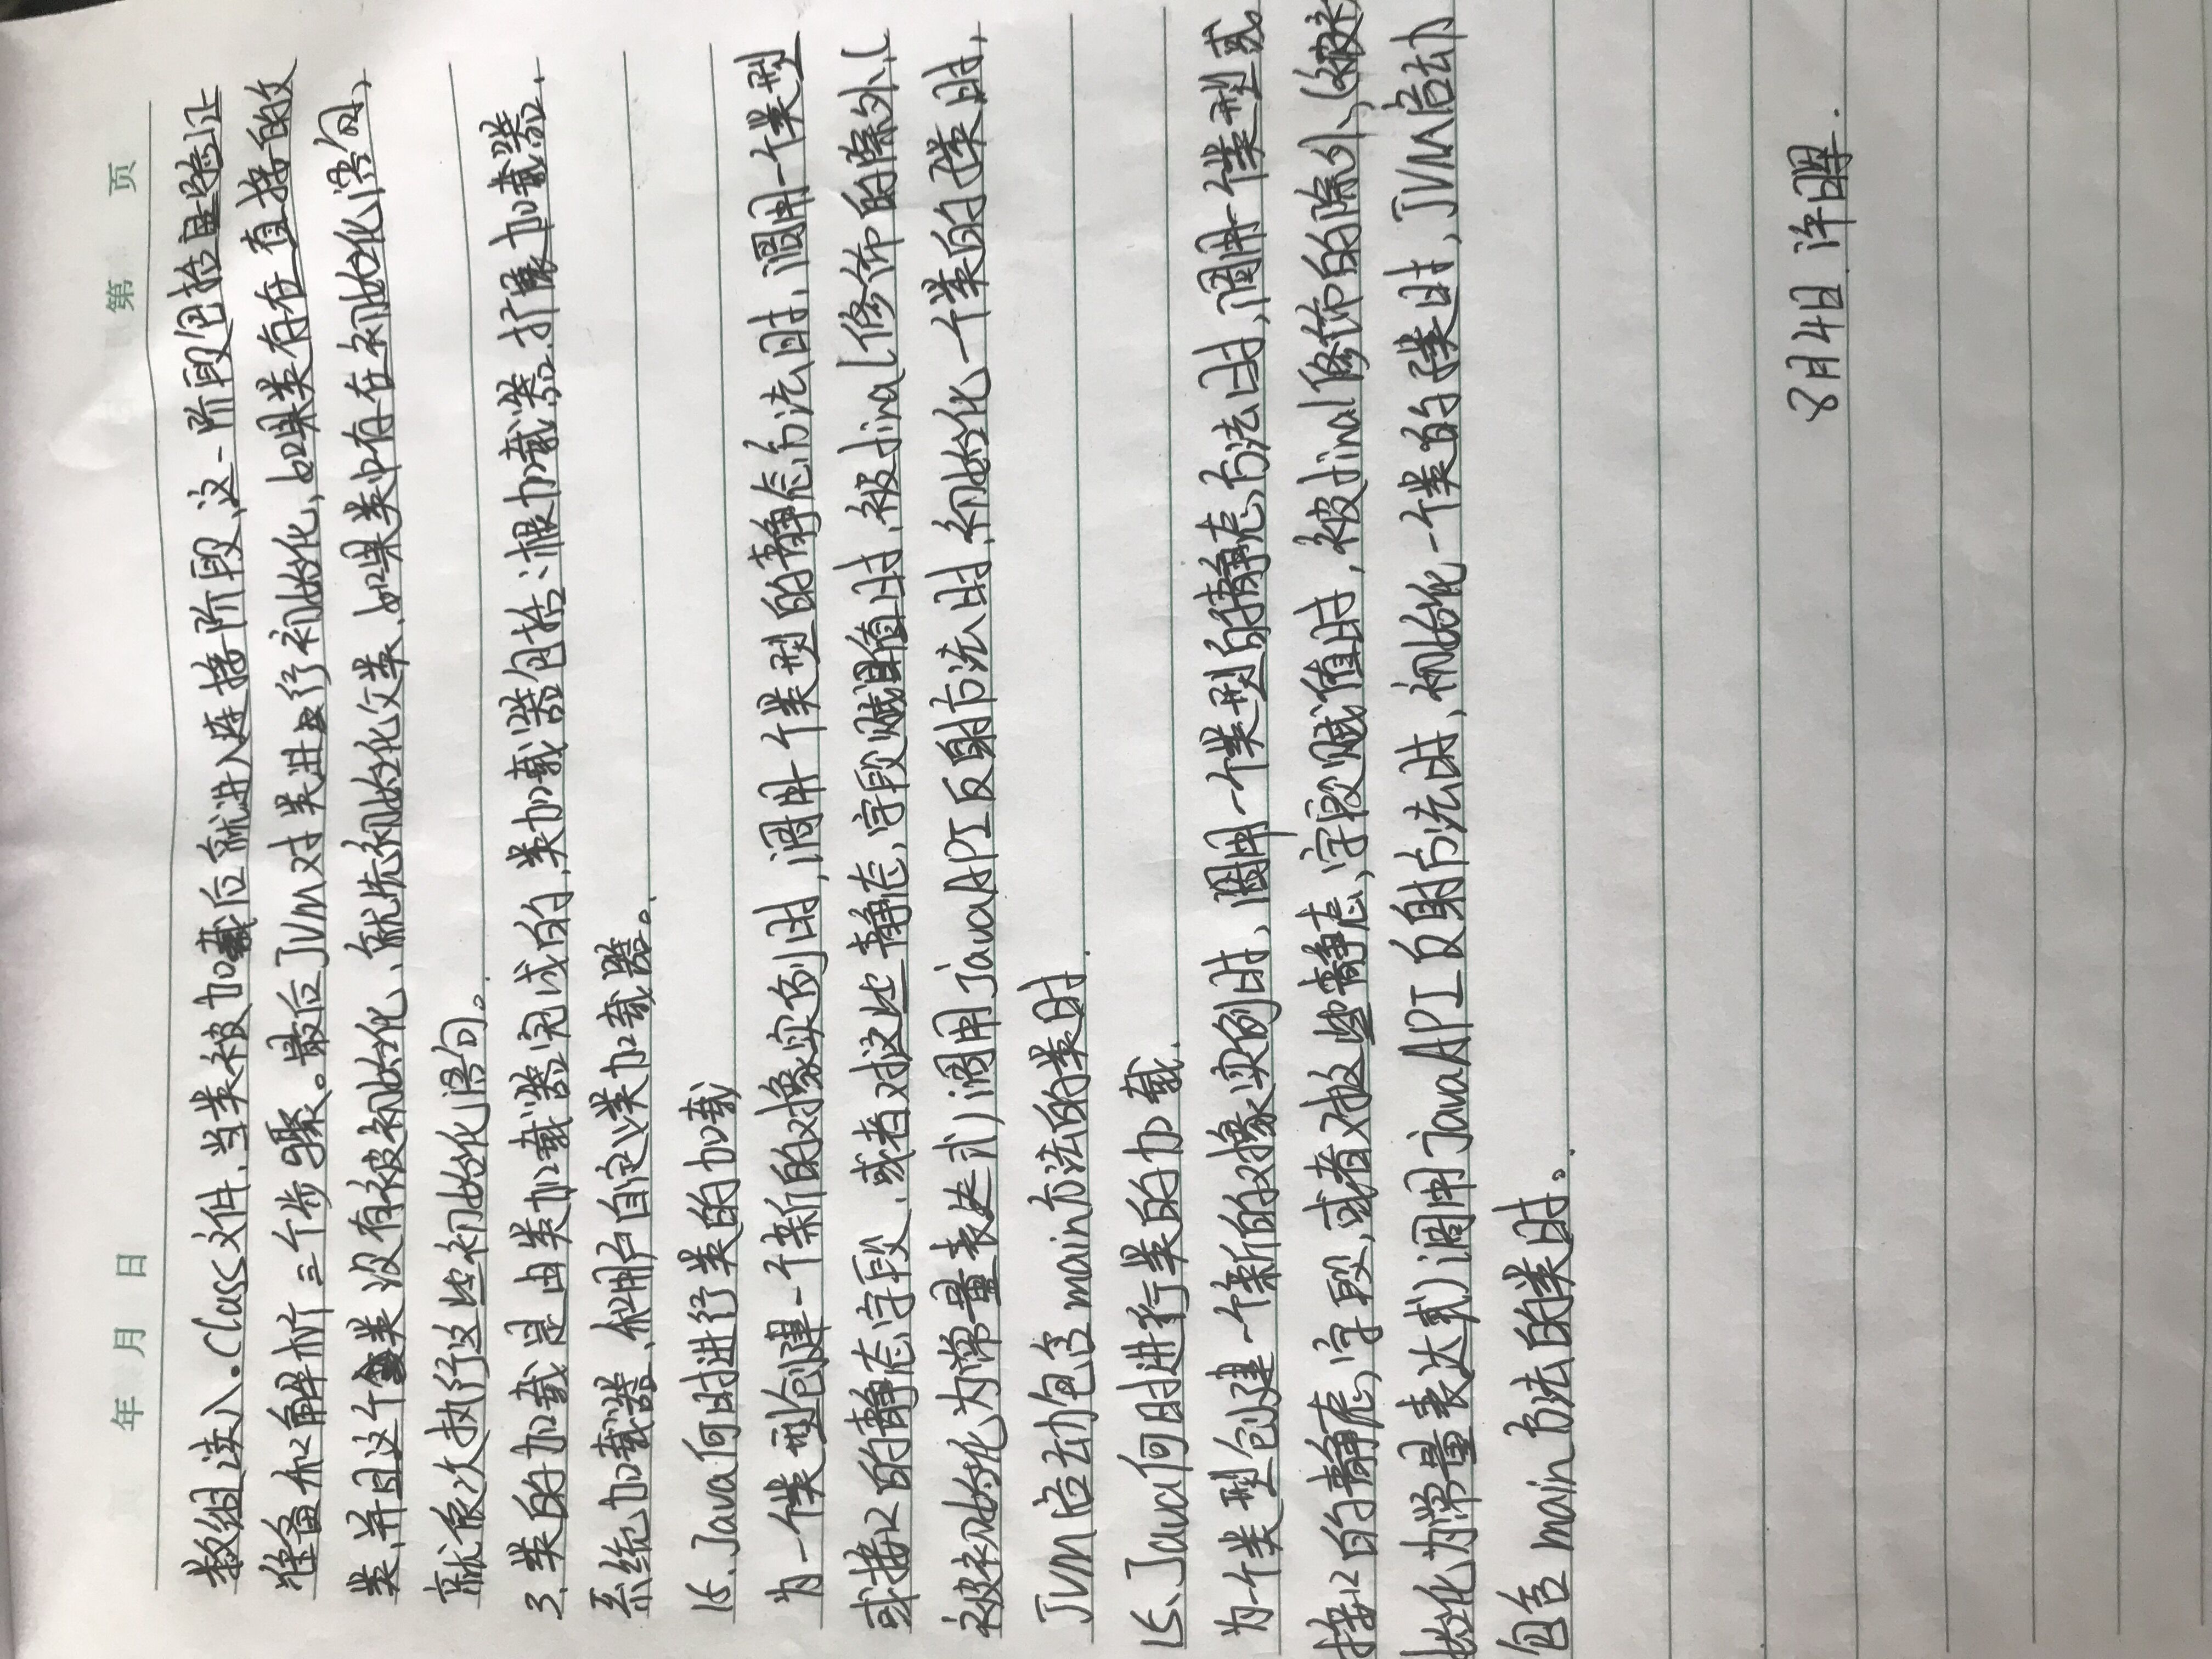 年 月 日 第 页
数组读入.class文件,当类被加载后就进入连接阶段,这一阶段包括验证
准备和解析三个步骤。最后JVM对类进行初始化,如果类存在直接的父
类,并且这个类没有被初始化,就先初始化父类,如果类中存在初始化语句,
就依次执行这些初始化语句。
3.类的加载是由类加载器完成的,类加载器包括:根加载器、扩展加载器、
系统加载器、和用户自定义类加载器。
15.Java何时进行类的加载
为一个类型创建一个新的对象实例时,调用一个类型的静态方法时,调用一个类型
或接口的静态字段,或者对这些静态字段赋值时,被final修饰的除外,(
被初始化为常量表达式)调用javaAPI反射方法时,初始化一个类的子类时,
JVM启动包含main方法的类时.
15、Java何时进行类的加载.
为一个类型创建一个新的对象实例时,调用一个类型的静态方法时,调用一个类型或
接口的静态字段,或者对这些静态字段赋值时,被final修饰的除外,(被初
始化为常量表达式)调用javaAPI反射方法时,初始化一个类的子类时,JVM启动
包含main方法的类时。
8月4日.许